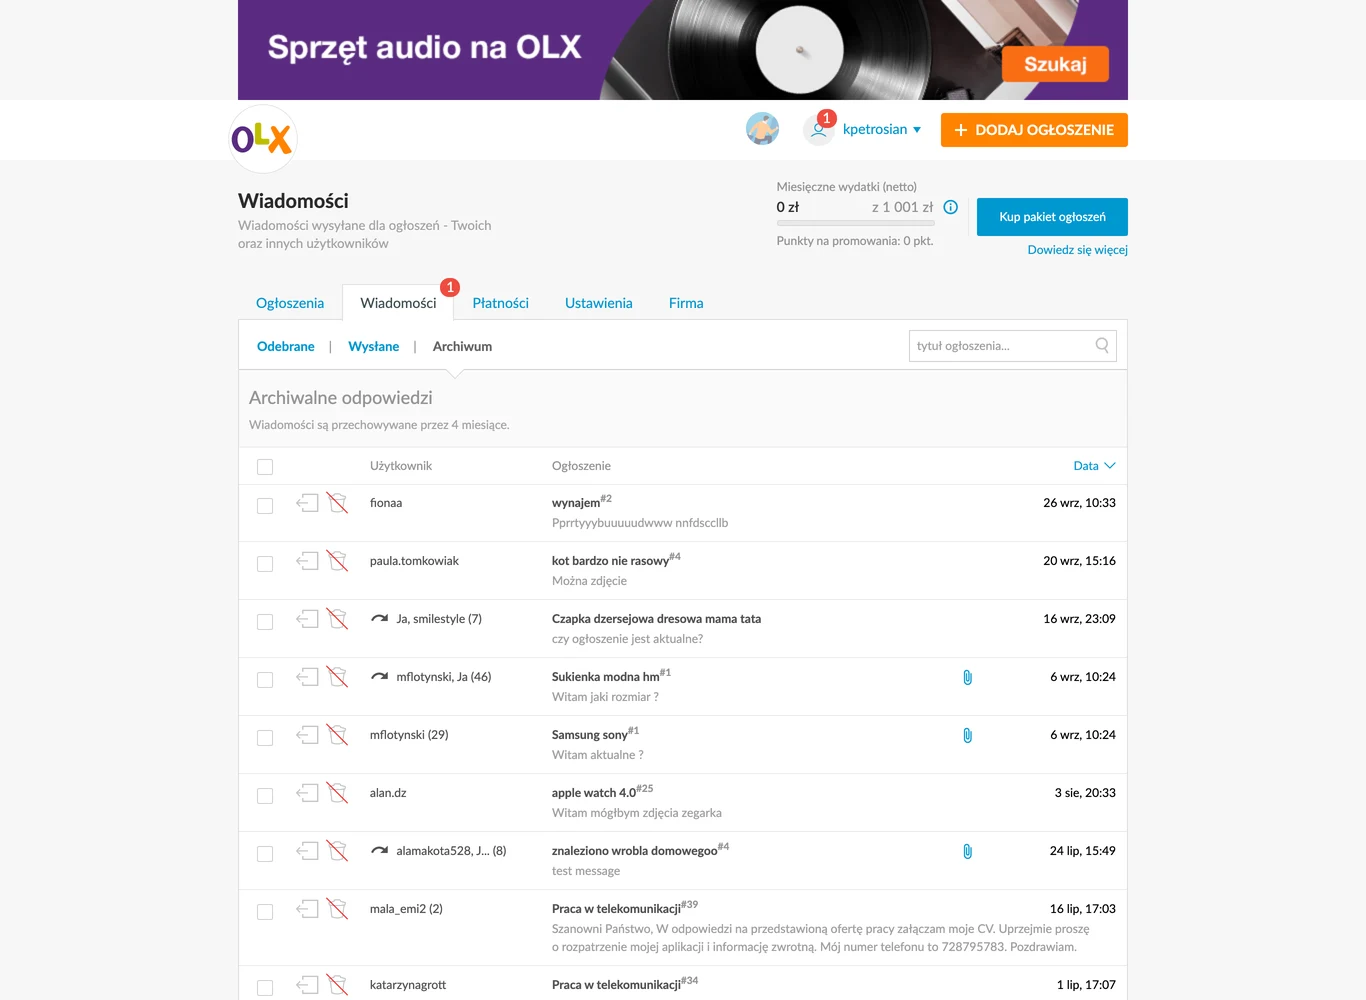 Sprzęt audio na OLX
Szukaj
OLX
1
kpetrosian
+ DODAJ OGŁOSZENIE
Wiadomości
Wiadomości wysyłane dla ogłoszeń - Twoich
oraz innych użytkowników
Miesięczne wydatki (netto)
0 zł z 1 001 zł
Punkty na promowanie: 0 pkt.
Kup pakiet ogłoszeń
Dowiedz się więcej
Ogłoszenia Wiadomości 1 Płatności Ustawienia Firma
Odebrane | Wysłane | Archiwum
tytuł ogłoszenia...
Archiwalne odpowiedzi
Wiadomości są przechowywane przez 4 miesiące.
Użytkownik Ogłoszenie Data
fionaa wynajem#2 26 wrz, 10:33
Pprrtyyybuuuuudwww nnfdsccllb
paula.tomkowiak kot bardzo nie rasowy#4 20 wrz, 15:16
Można zdjęcie
Ja, smilestyle (7) Czapka dzersejowa dresowa mama tata 16 wrz, 23:09
czy ogłoszenie jest aktualne?
mflotynski, Ja (46) Sukienka modna hm#1 6 wrz, 10:24
Witam jaki rozmiar ?
mflotynski (29) Samsung sony#1 6 wrz, 10:24
Witam aktualne ?
alan.dz apple watch 4.0#25 3 sie, 20:33
Witam mógłbym zdjęcia zegarka
alamakota528, J... (8) znaleziono wrobla domowegoo#4 24 lip, 15:49
test message
mala_emi2 (2) Praca w telekomunikacji#39 16 lip, 17:03
Szanowni Państwo, W odpowiedzi na przedstawioną ofertę pracy załączam moje CV. Uprzejmie proszę
o rozpatrzenie mojej aplikacji i informację zwrotną. Mój numer telefonu to 728795783. Pozdrawiam.
katarzynagrott Praca w telekomunikacji#34 1 lip, 17:07